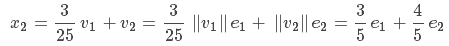 x₂ = 3/25 v₁ + v₂ = 3/25 ‖v₁‖ e₁ + ‖v₂‖ e₂ = 3/5 e₁ + 4/5 e₂